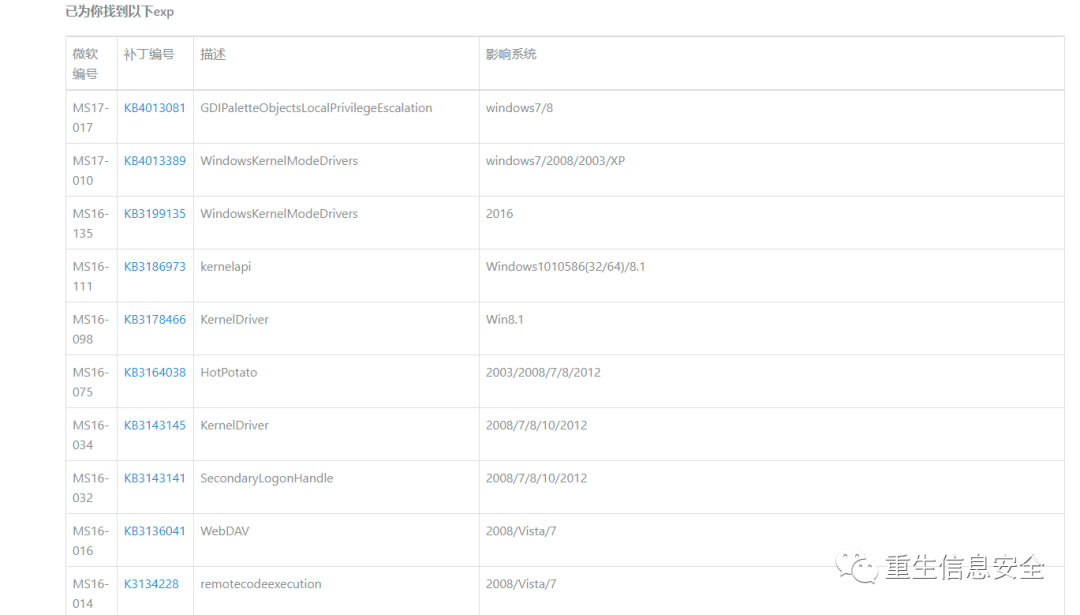 已为你找到以下exp
微软 补丁编号 描述 影响系统
编号
MS17- KB4013081 GDIPaletteObjectsLocalPrivilegeEscalation windows7/8
017
MS17- KB4013389 WindowsKernelModeDrivers windows7/2008/2003/XP
010
MS16- KB3199135 WindowsKernelModeDrivers 2016
135
MS16- KB3186973 kernelapi Windows1010586(32/64)/8.1
111
MS16- KB3178466 KernelDriver Win8.1
098
MS16- KB3164038 HotPotato 2003/2008/7/8/2012
075
MS16- KB3143145 KernelDriver 2008/7/8/10/2012
034
MS16- KB3143141 SecondaryLogonHandle 2008/7/8/10/2012
032
MS16- KB3136041 WebDAV 2008/Vista/7
016
MS16- K3134228 remotecodeexecution 2008/Vista/7
014
重生信息安全